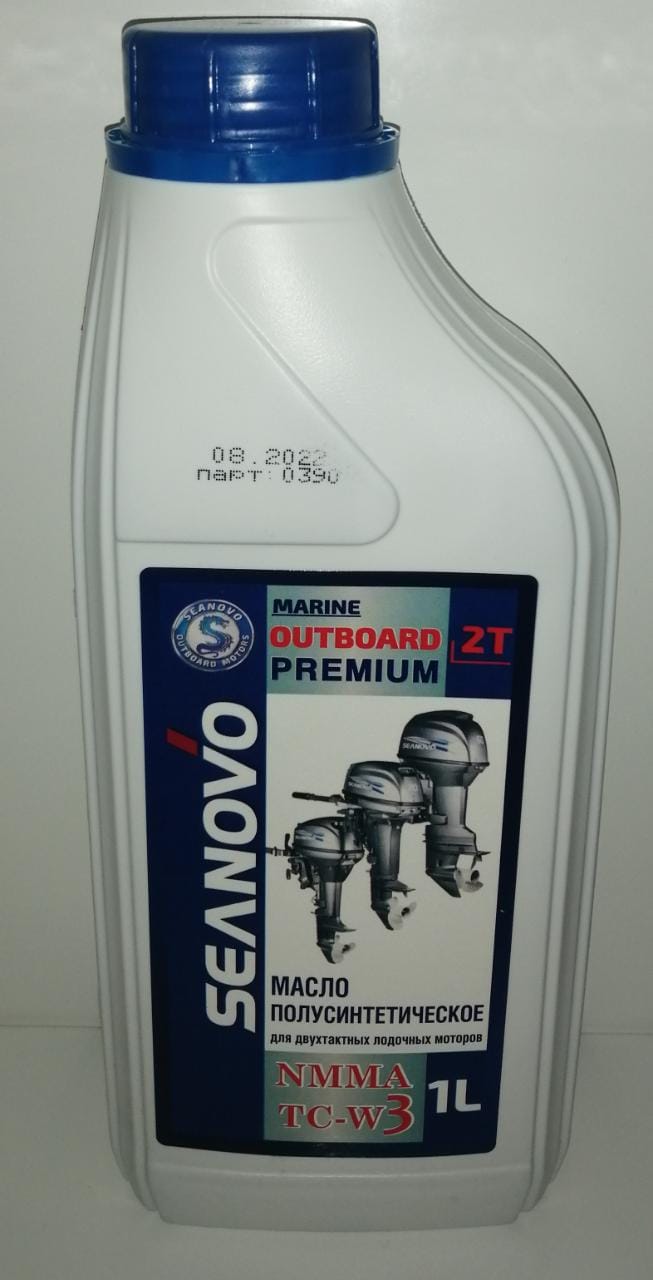 08.2022
парт:0390
SEANOVO
OUTBOARD MOTORS
MARINE
OUTBOARD
PREMIUM
2T
SEANOVO
SEANOVO
МАСЛО
ПОЛУСИНТЕТИЧЕСКОЕ
для двухтактных лодочных моторов
NMMA
TC-W3
1L